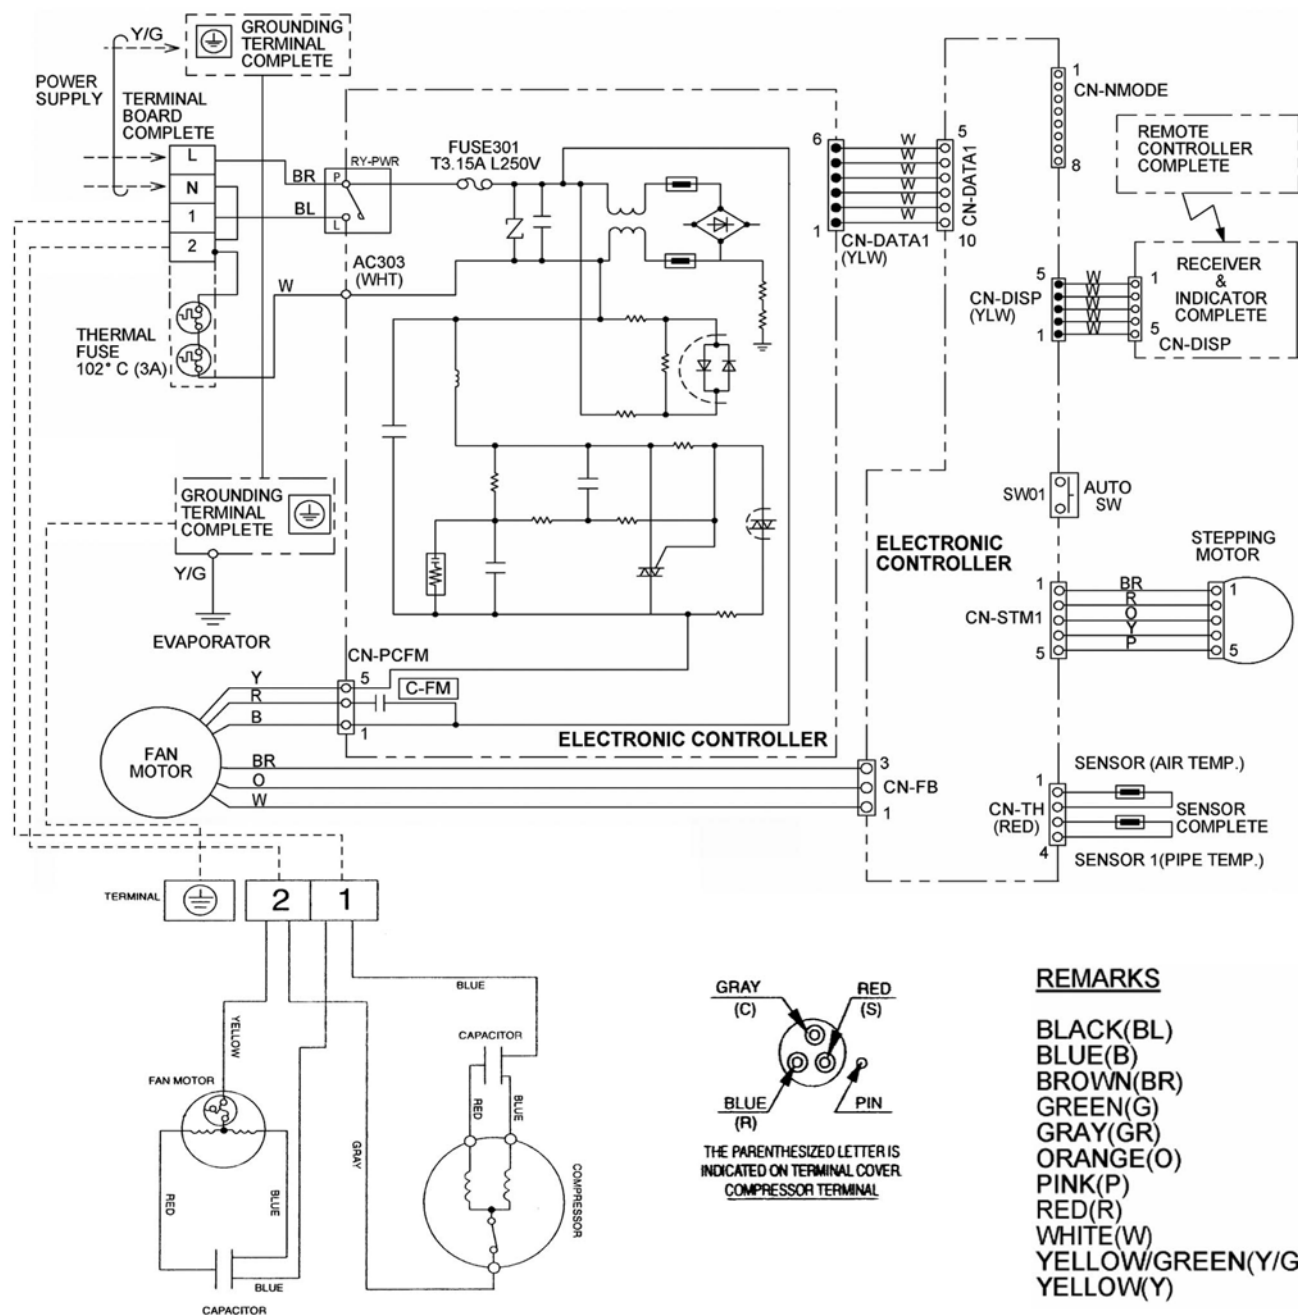 Y/G
GROUNDING
TERMINAL
COMPLETE
POWER
SUPPLY
TERMINAL
BOARD
COMPLETE
L
N
1
2
THERMAL
FUSE
102° C (3A)
BR
BL
W
RY-PWR
P
L
AC303
(WHT)
FUSE301
T3.15A L250V
6
1
W
W
W
W
W
W
CN-DATA1
(YLW)
5
10
CN-DATA1
1
8
CN-NMODE
REMOTE
CONTROLLER
COMPLETE
RECEIVER
&
INDICATOR
COMPLETE
5
1
CN-DISP
(YLW)
W
W
W
W
W
1
5
CN-DISP
GROUNDING
TERMINAL
COMPLETE
Y/G
EVAPORATOR
SW01
AUTO
SW
ELECTRONIC
CONTROLLER
STEPPING
MOTOR
1
5
CN-STM1
BR
R
O
Y
P
1
5
CN-PCFM
5
1
C-FM
Y
R
B
FAN
MOTOR
BR
O
W
ELECTRONIC CONTROLLER
3
1
CN-FB
SENSOR (AIR TEMP.)
1
4
CN-TH
(RED)
SENSOR
COMPLETE
SENSOR 1(PIPE TEMP.)
TERMINAL
2
1
BLUE
YELLOW
CAPACITOR
RED
BLUE
FAN MOTOR
GRAY
COMPRESSOR
RED
BLUE
BLUE
CAPACITOR
GRAY
(C)
RED
(S)
BLUE
(R)
PIN
THE PARENTHESIZED LETTER IS
INDICATED ON TERMINAL COVER
COMPRESSOR TERMINAL
REMARKS
BLACK(BL)
BLUE(B)
BROWN(BR)
GREEN(G)
GRAY(GR)
ORANGE(O)
PINK(P)
RED(R)
WHITE(W)
YELLOW/GREEN(Y/G
YELLOW(Y)